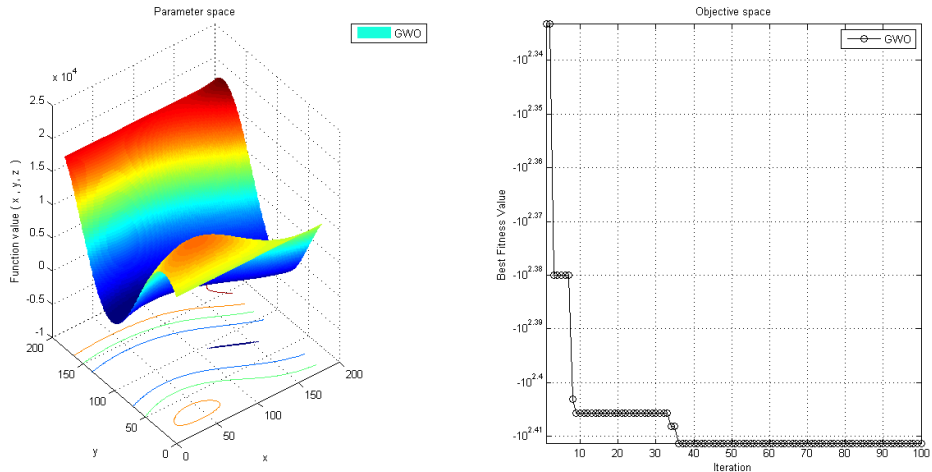 Parameter space
GWO
x 10^4
2.5
2
1.5
1
0.5
0
-0.5
-1
Function value ( x , y, z )
200
150
100
50
0
y
0
50
100
150
200
x
Objective space
GWO
-10^2.34
-10^2.35
-10^2.36
-10^2.37
-10^2.38
-10^2.39
-10^2.4
-10^2.41
Best Fitness Value
10 20 30 40 50 60 70 80 90 100
Iteration